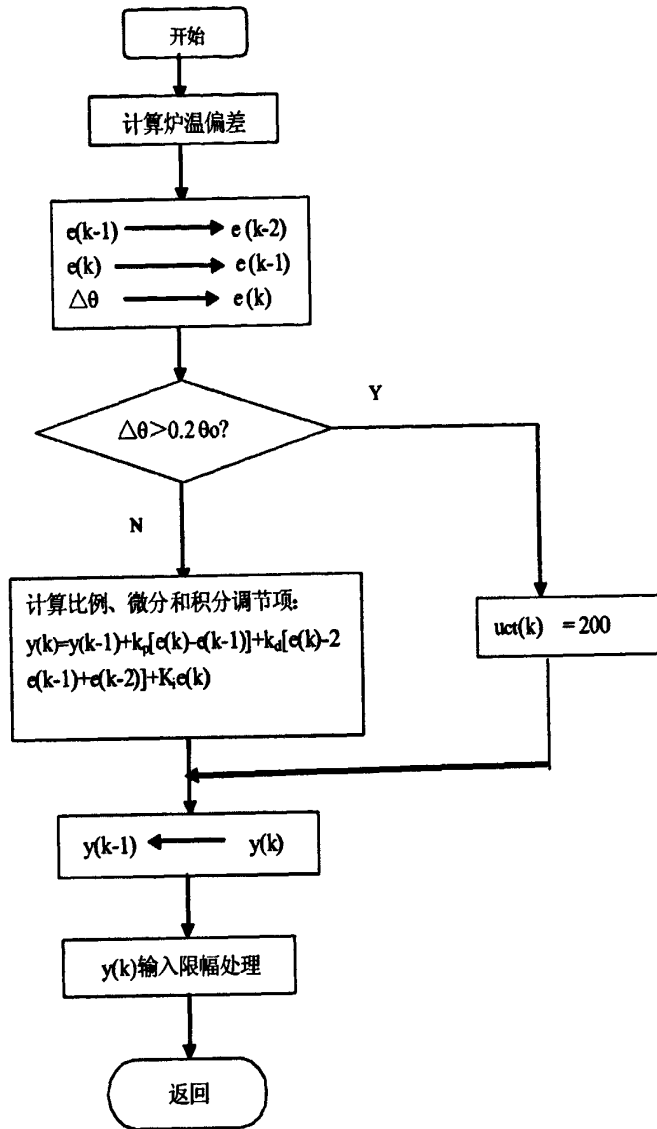 开始
计算炉温偏差
e(k-1) e(k-2)
e(k) e(k-1)
△θ e(k)
△θ>0.2θo?
Y
N
计算比例、微分和积分调节项:
y(k)=y(k-1)+kp[e(k)-e(k-1)]+kd[e(k)-2
e(k-1)+e(k-2)]+Kie(k)
uct(k) =200
y(k-1) y(k)
y(k)输入限幅处理
返回